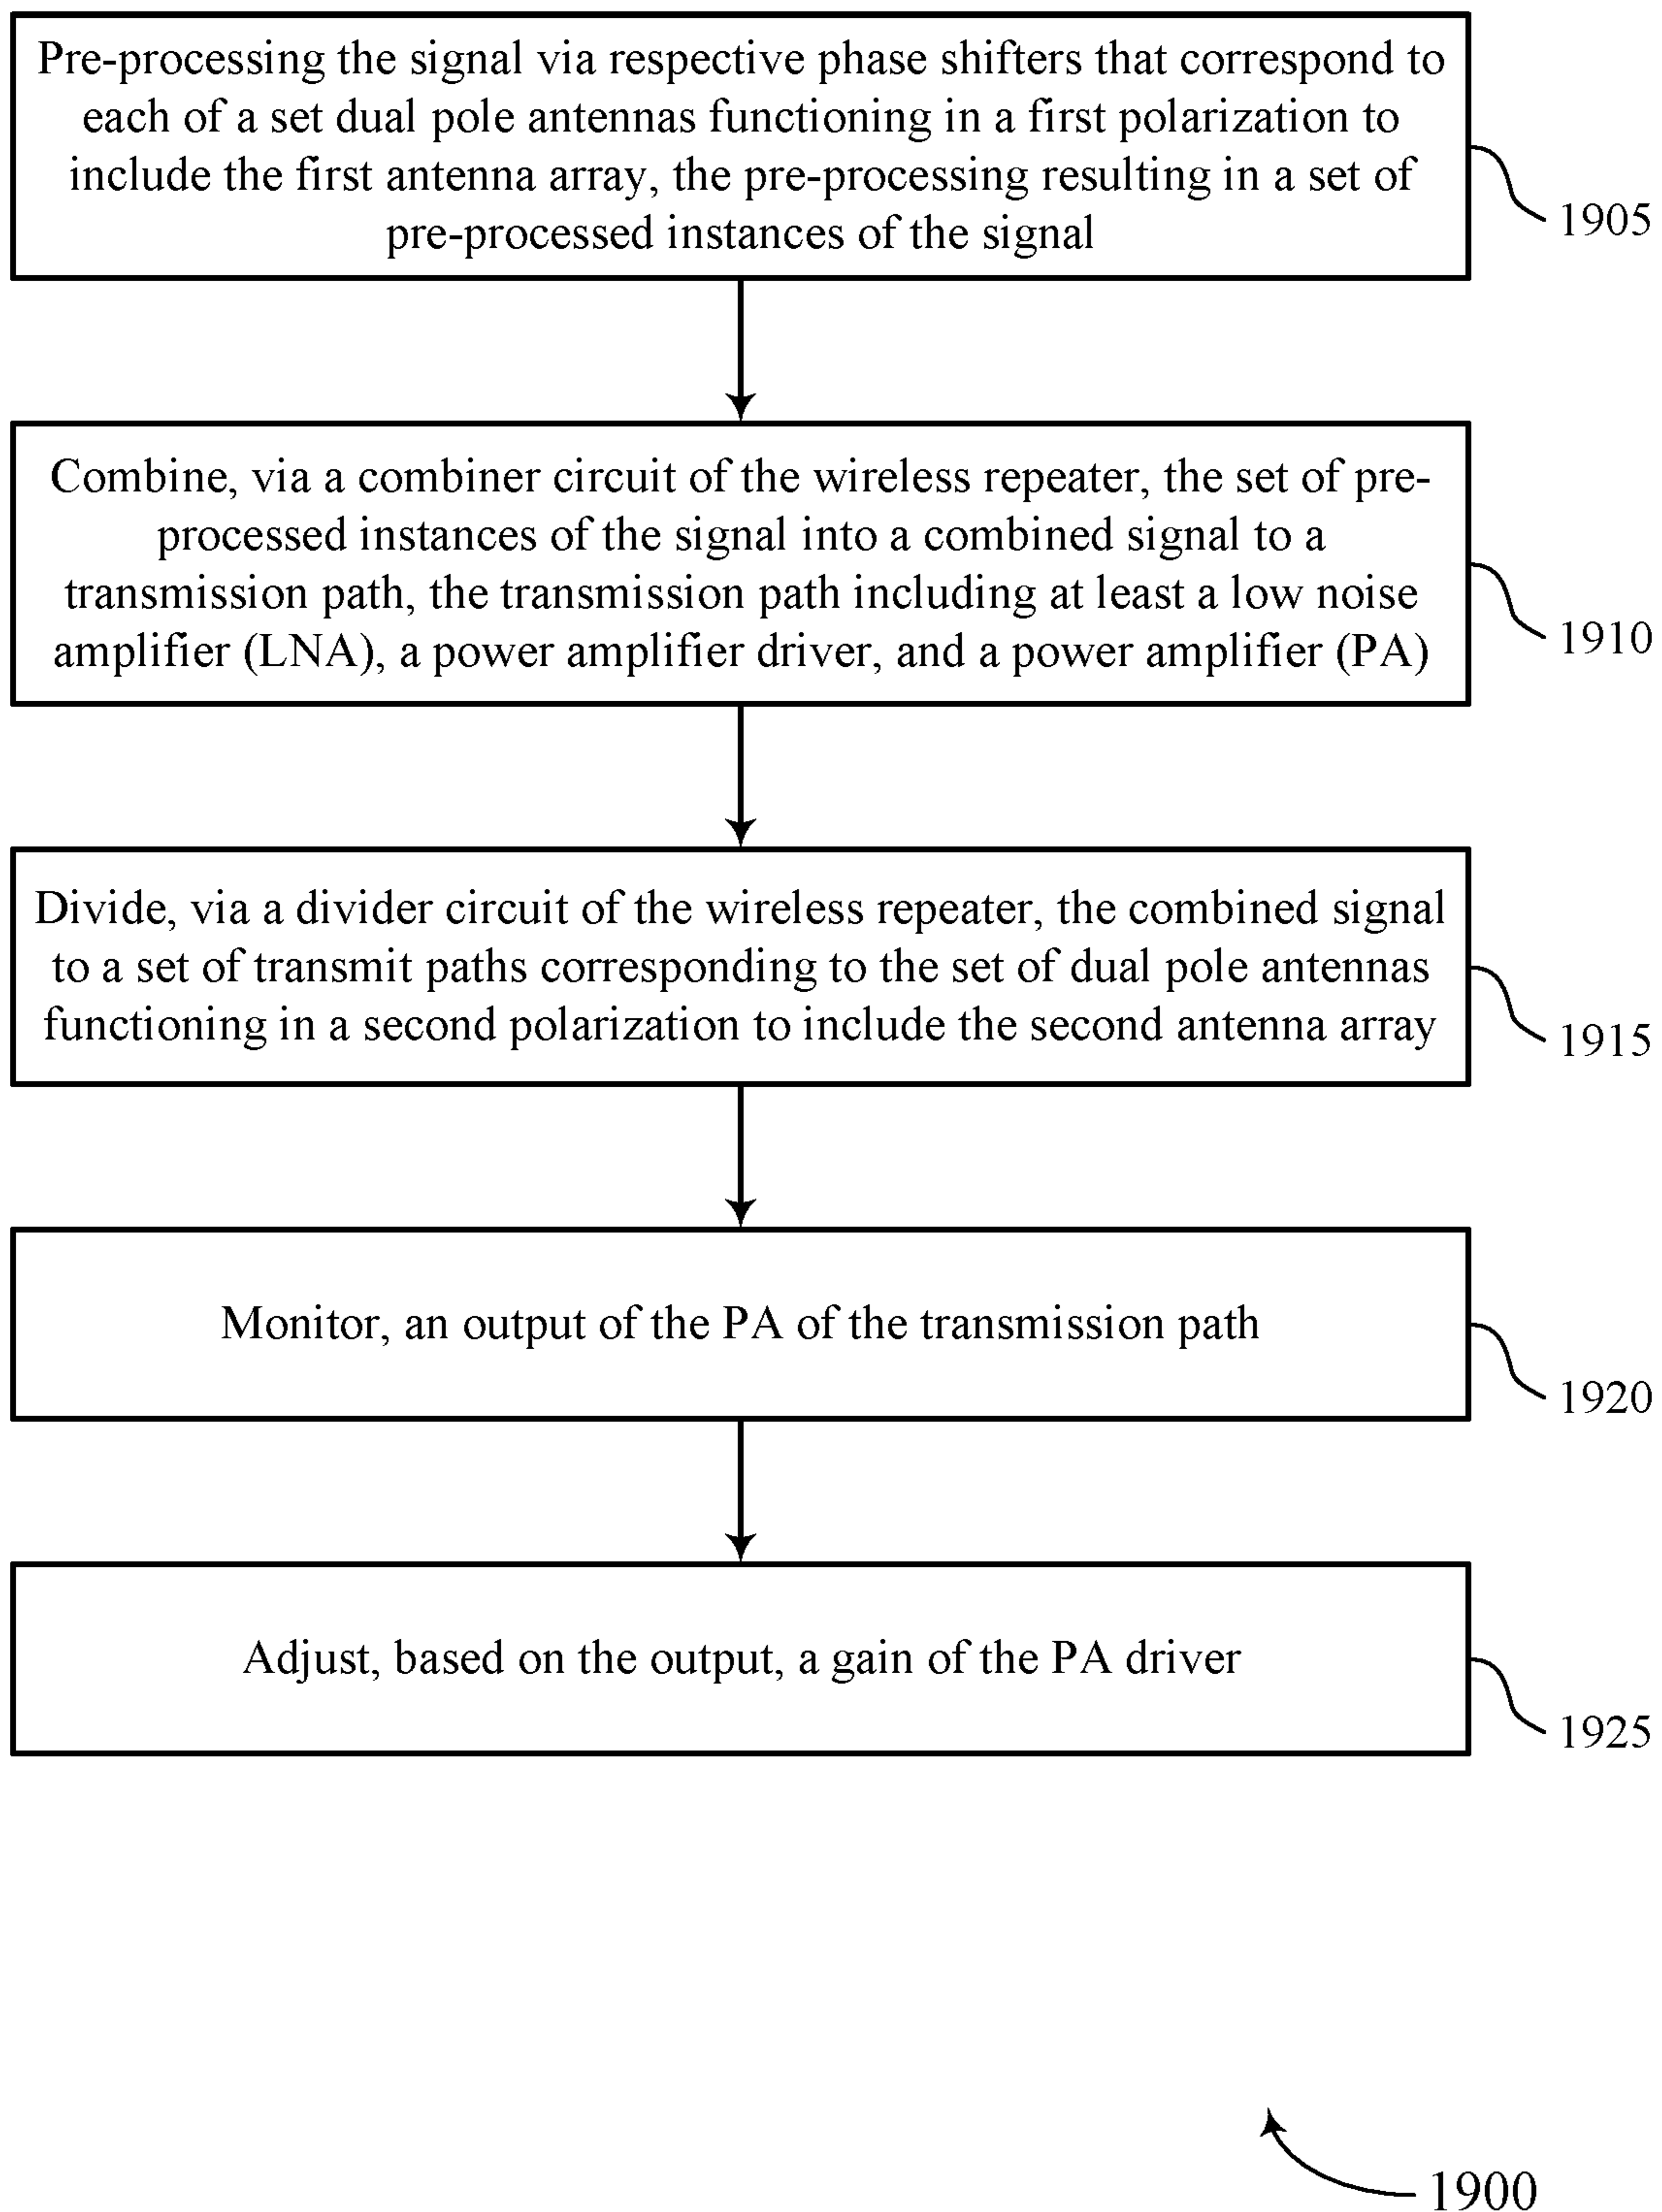 Pre-processing the signal via respective phase shifters that correspond to
each of a set dual pole antennas functioning in a first polarization to
include the first antenna array, the pre-processing resulting in a set of
pre-processed instances of the signal
1905
Combine, via a combiner circuit of the wireless repeater, the set of pre-
processed instances of the signal into a combined signal to a
transmission path, the transmission path including at least a low noise
amplifier (LNA), a power amplifier driver, and a power amplifier (PA)
1910
Divide, via a divider circuit of the wireless repeater, the combined signal
to a set of transmit paths corresponding to the set of dual pole antennas
functioning in a second polarization to include the second antenna array
1915
Monitor, an output of the PA of the transmission path
1920
Adjust, based on the output, a gain of the PA driver
1925
1900